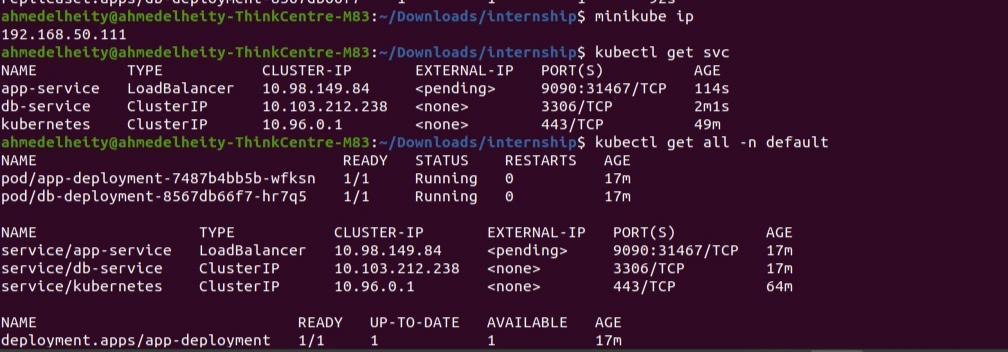 replicaset.apps/db-deployment-8567db66f7 1 1 1 92s
ahmedelheity@ahmedelheity-ThinkCentre-M83:~/Downloads/internship$ minikube ip
192.168.50.111
ahmedelheity@ahmedelheity-ThinkCentre-M83:~/Downloads/internship$ kubectl get svc
NAME TYPE CLUSTER-IP EXTERNAL-IP PORT(S) AGE
app-service LoadBalancer 10.98.149.84 <pending> 9090:31467/TCP 114s
db-service ClusterIP 10.103.212.238 <none> 3306/TCP 2m1s
kubernetes ClusterIP 10.96.0.1 <none> 443/TCP 49m
ahmedelheity@ahmedelheity-ThinkCentre-M83:~/Downloads/internship$ kubectl get all -n default
NAME READY STATUS RESTARTS AGE
pod/app-deployment-7487b4bb5b-wfksn 1/1 Running 0 17m
pod/db-deployment-8567db66f7-hr7q5 1/1 Running 0 17m
NAME TYPE CLUSTER-IP EXTERNAL-IP PORT(S) AGE
service/app-service LoadBalancer 10.98.149.84 <pending> 9090:31467/TCP 17m
service/db-service ClusterIP 10.103.212.238 <none> 3306/TCP 17m
service/kubernetes ClusterIP 10.96.0.1 <none> 443/TCP 64m
NAME READY UP-TO-DATE AVAILABLE AGE
deployment.apps/app-deployment 1/1 1 1 17m